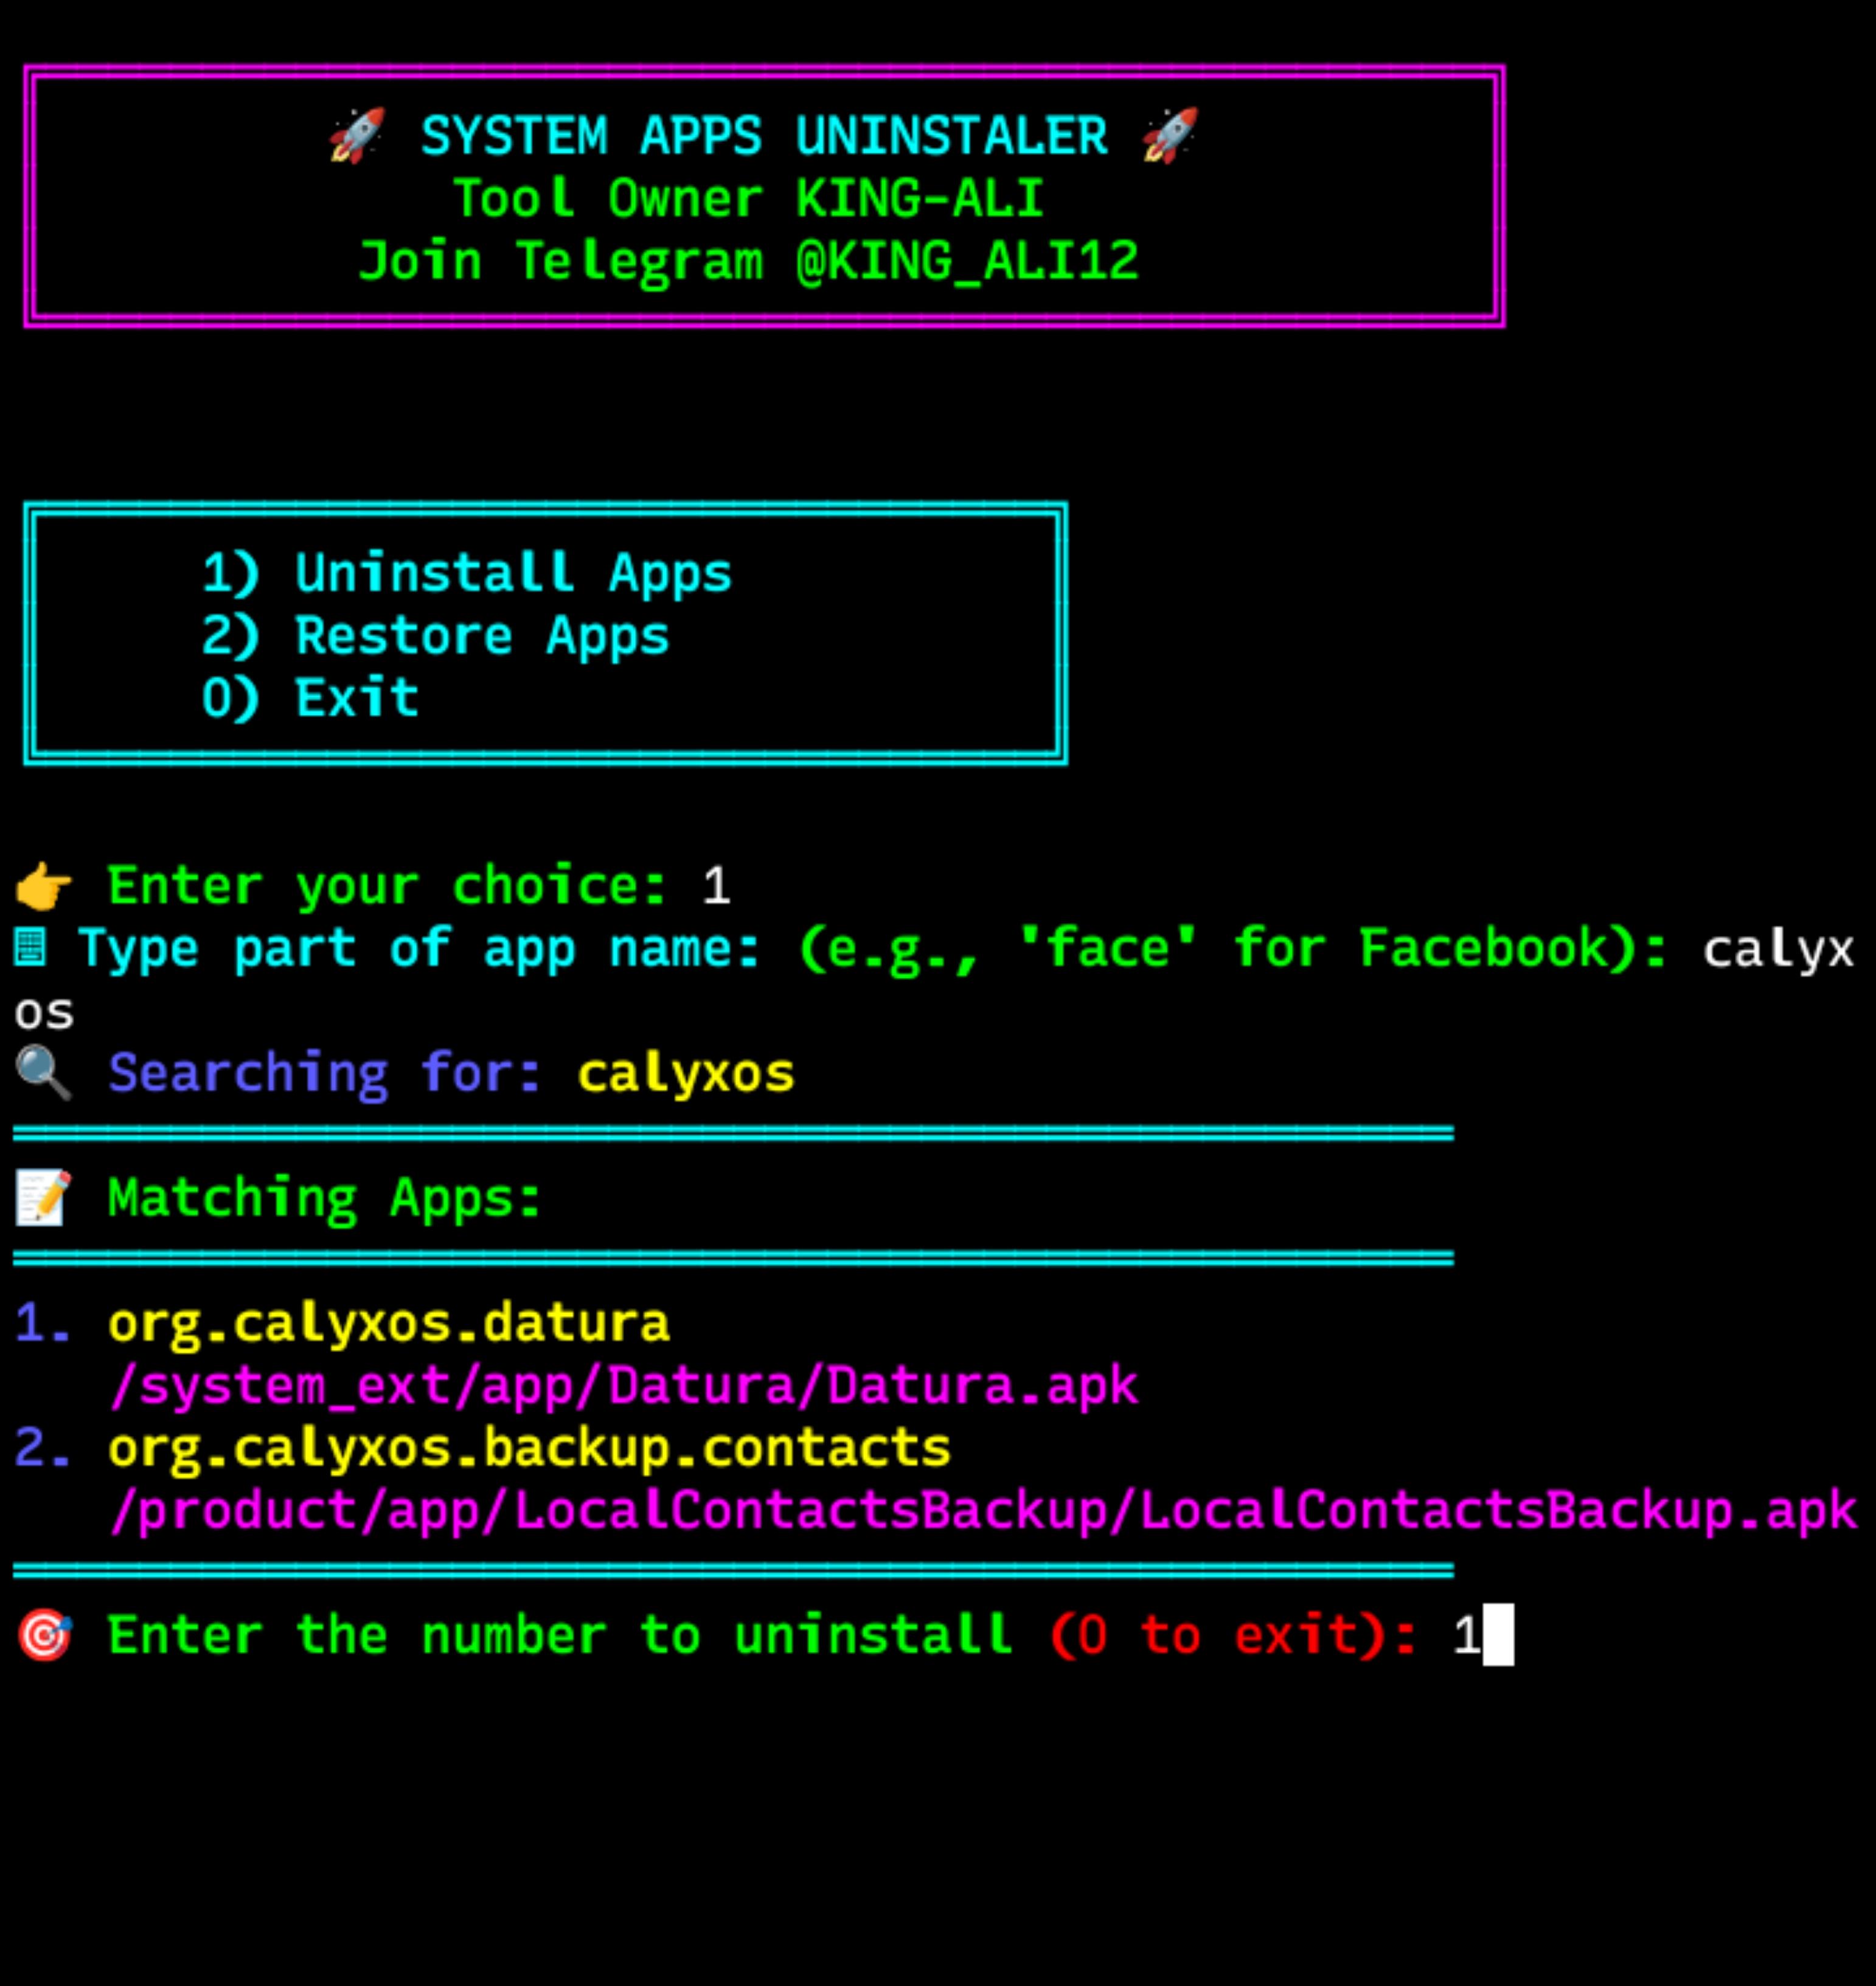 🚀 SYSTEM APPS UNINSTALER 🚀
Tool Owner KING-ALI
Join Telegram @KING_ALI12
1) Uninstall Apps
2) Restore Apps
0) Exit
👉 Enter your choice: 1
Type part of app name: (e.g., 'face' for Facebook): calyx
os
🔍 Searching for: calyxos
📝 Matching Apps:
1. org.calyxos.datura
/system_ext/app/Datura/Datura.apk
2. org.calyxos.backup.contacts
/product/app/LocalContactsBackup/LocalContactsBackup.apk
🎯 Enter the number to uninstall (0 to exit): 1